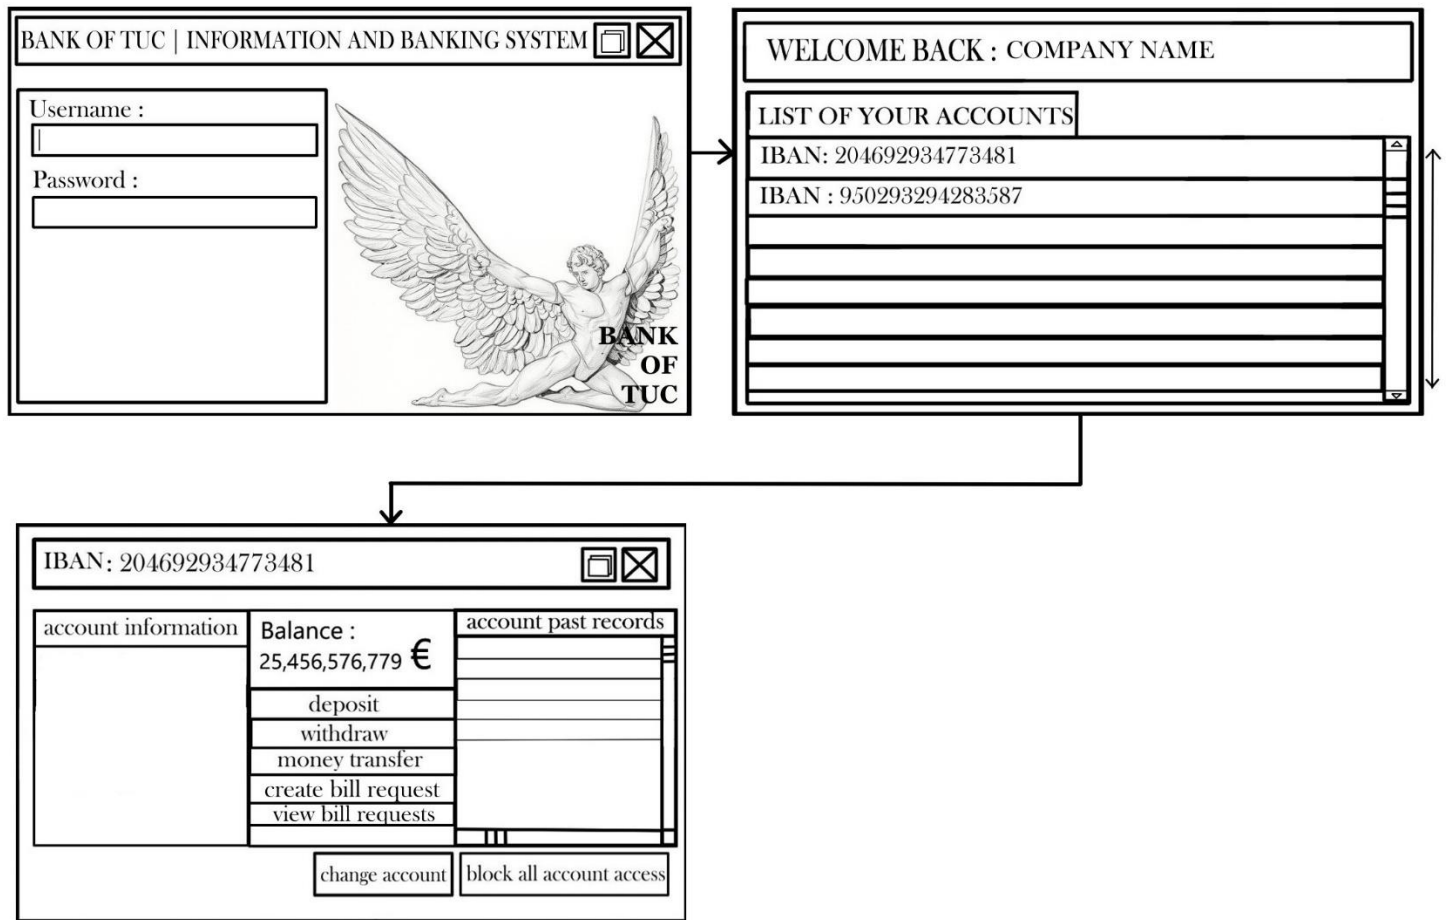 BANK OF TUC | INFORMATION AND BANKING SYSTEM
Username :
Password :
BANK
OF
TUC
WELCOME BACK : COMPANY NAME
LIST OF YOUR ACCOUNTS
IBAN: 204692934773481
IBAN : 950293294283587
IBAN: 204692934773481
account information
Balance :
25,456,576,779 €
deposit
withdraw
money transfer
create bill request
view bill requests
account past records
change account
block all account access